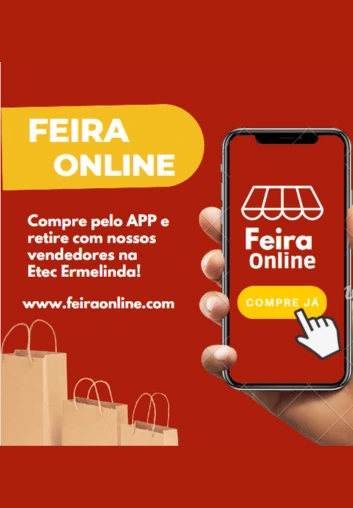 FEIRA
ONLINE
Compre pelo APP e
retire com nossos
vendedores na
Etec Ermelinda!
www.feiraonline.com
Feira
Online
COMPRE JÁ